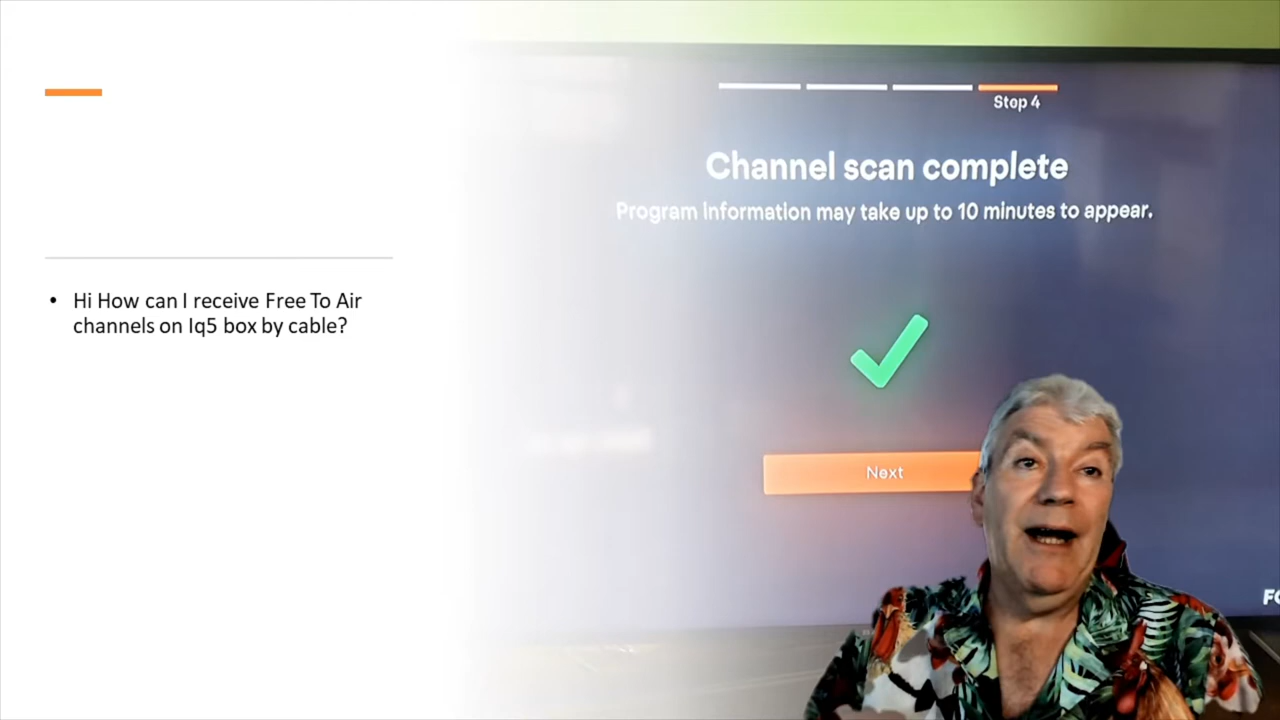 Step 4
Channel scan complete
Program information may take up to 10 minutes to appear.
• Hi How can I receive Free To Air
channels on Iq5 box by cable?
Next